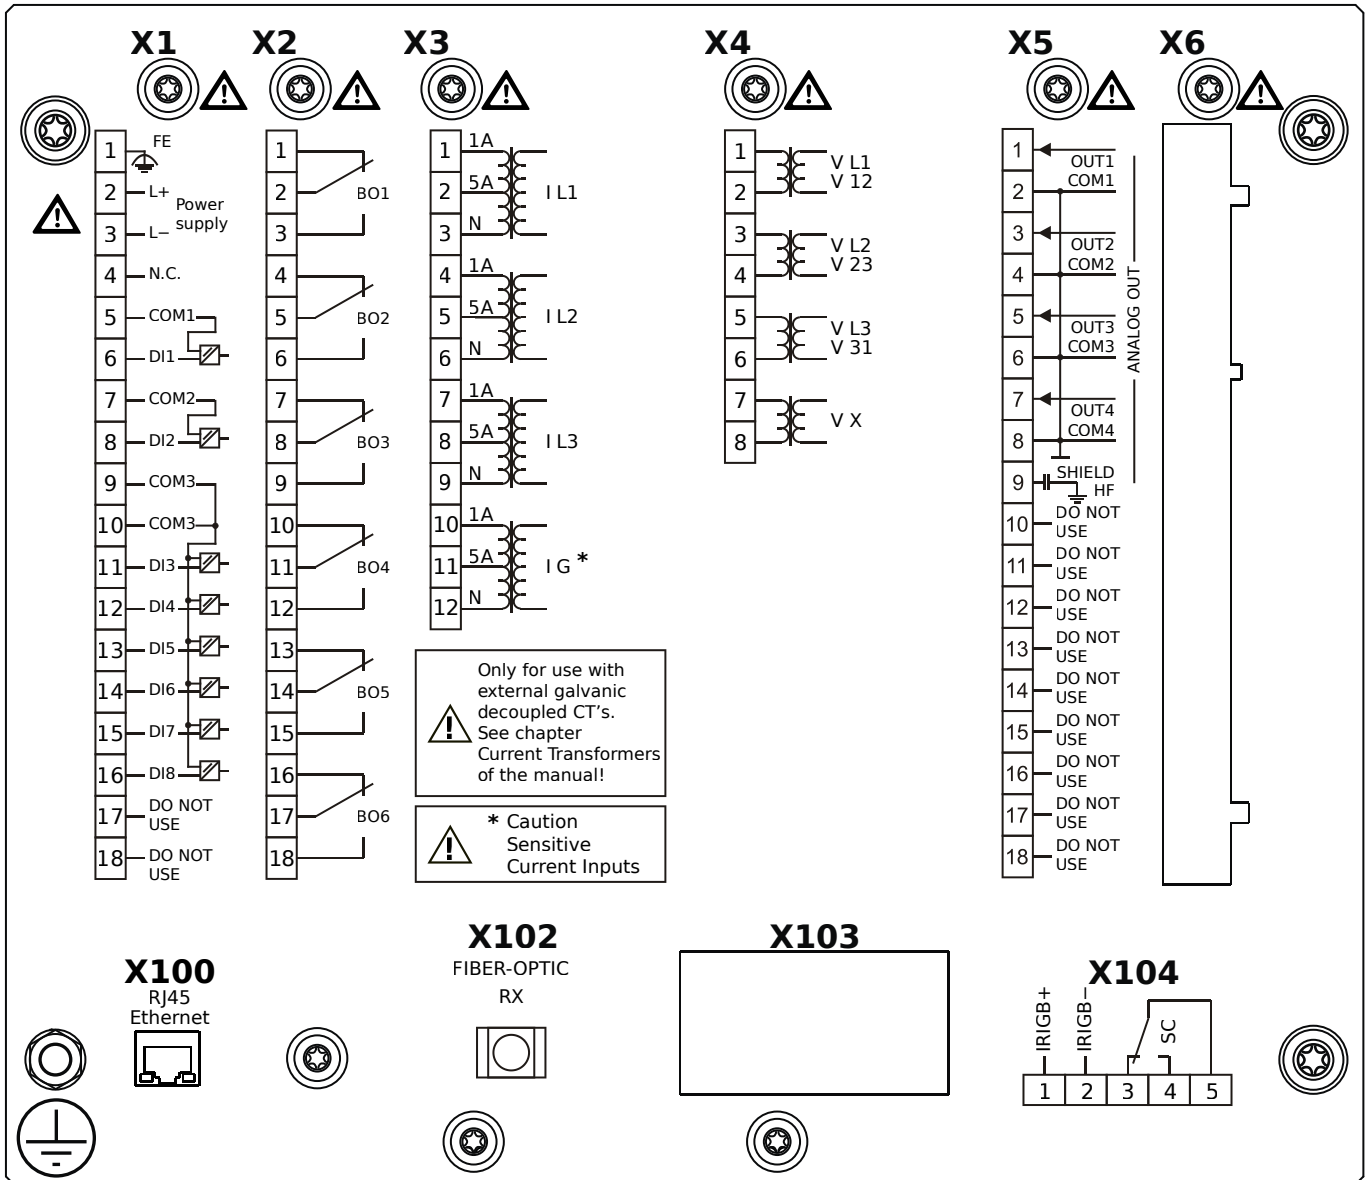 X1
X2
X3
X4
X5
X6
1 FE
2 L+
Power
supply
3 L−
4 N.C.
5 COM1
6 DI1
7 COM2
8 DI2
9 COM3
10 COM3
11 DI3
12 DI4
13 DI5
14 DI6
15 DI7
16 DI8
17 DO NOT
USE
18 DO NOT
USE
1
2 BO1
3
4
5 BO2
6
7
8 BO3
9
10
11 BO4
12
13
14 BO5
15
16
17 BO6
18
1 1A
2 5A I L1
3 N
4 1A
5 5A I L2
6 N
7 1A
8 5A I L3
9 N
10 1A
11 5A I G *
12 N
Only for use with
external galvanic
decoupled CT's.
See chapter
Current Transformers
of the manual!
* Caution
Sensitive
Current Inputs
1 V L1
2 V 12
3 V L2
4 V 23
5 V L3
6 V 31
7 V X
8
1 OUT1
2 COM1
3 OUT2
4 COM2
5 OUT3
6 COM3
7 OUT4
8 COM4
ANALOG OUT
9 SHIELD
HF
10 DO NOT
USE
11 DO NOT
USE
12 DO NOT
USE
13 DO NOT
USE
14 DO NOT
USE
15 DO NOT
USE
16 DO NOT
USE
17 DO NOT
USE
18 DO NOT
USE
X100
RJ45
Ethernet
X102
FIBER-OPTIC
RX
X103
X104
IRIGB+
IRIGB−
SC
1 2 3 4 5